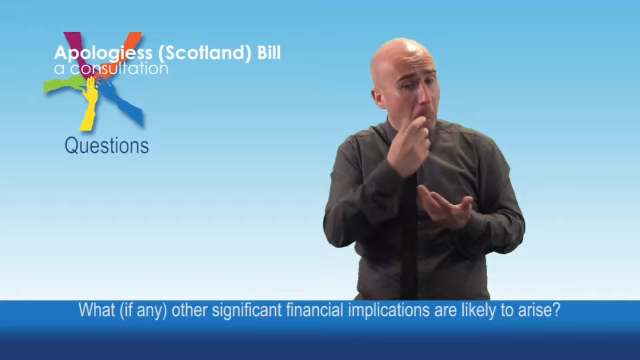 Apologiess (Scotland) Bill
a consultation
Questions
What (if any) other significant financial implications are likely to arise?